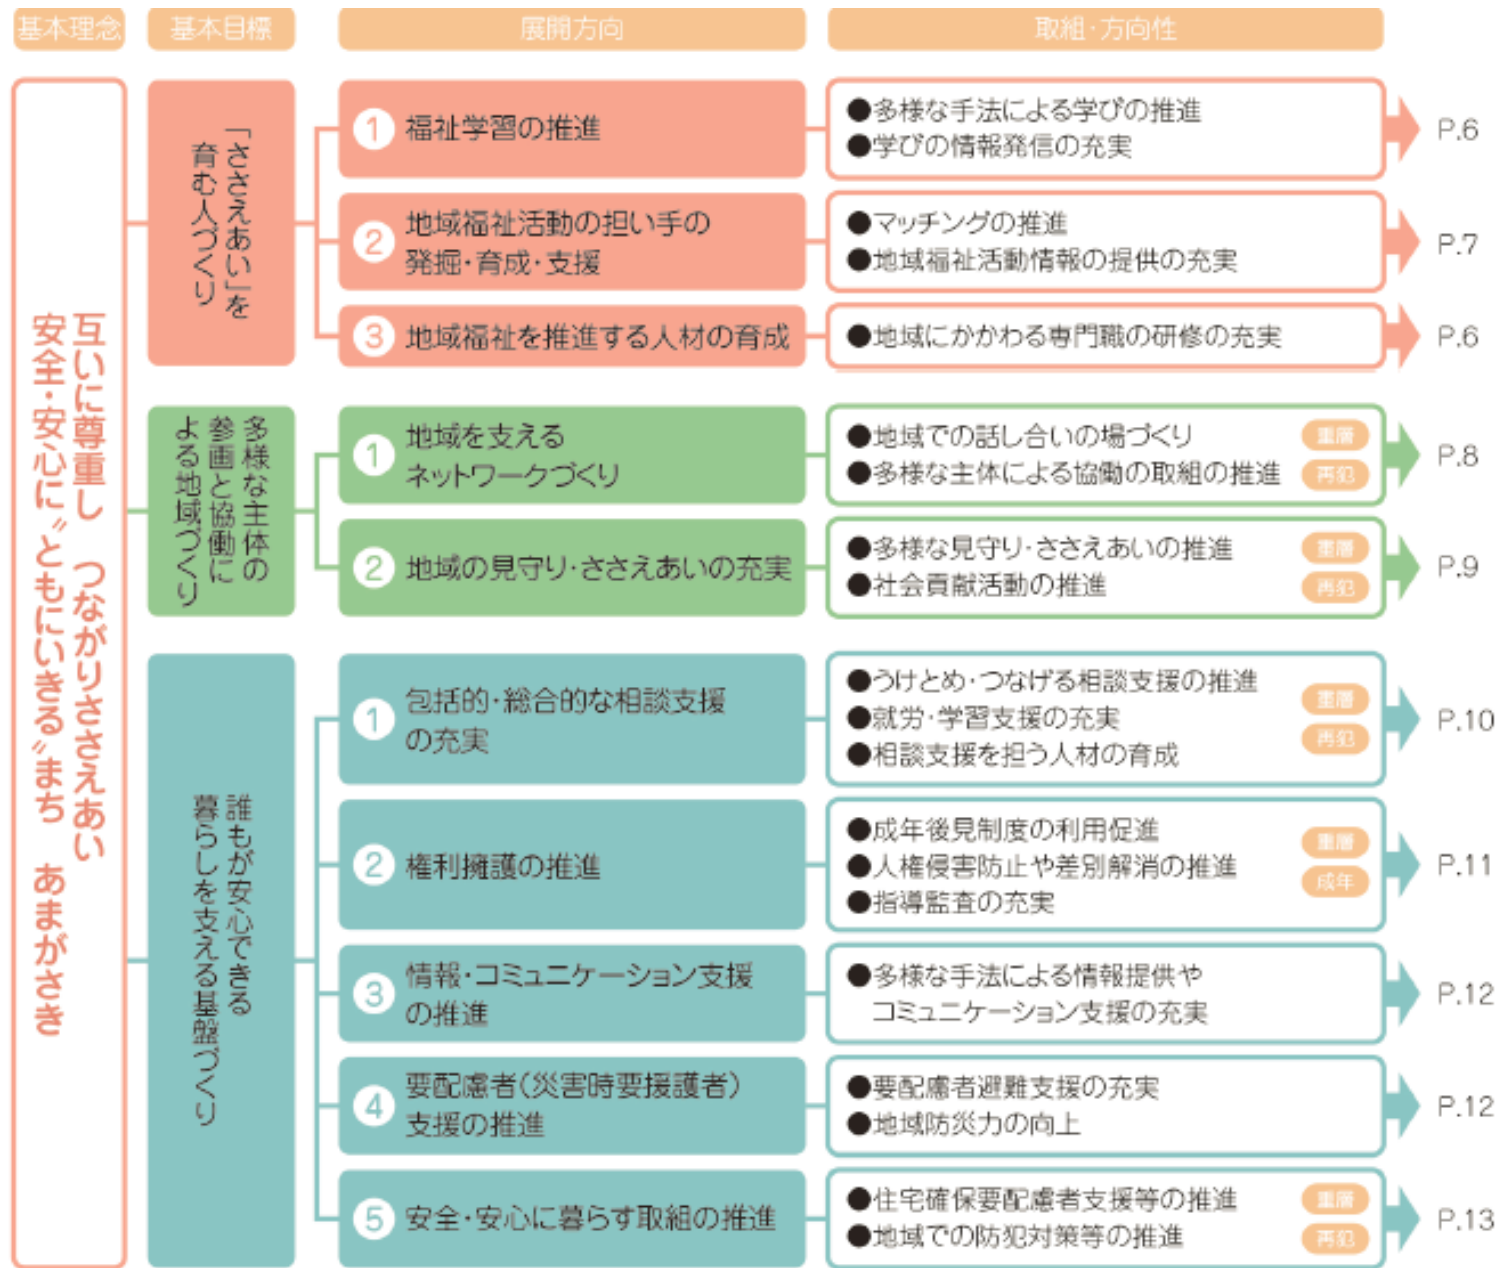 基本理念
基本目標
展開方向
取組・方向性
互いに尊重し　つながりささえあい
安全・安心に〝ともにいきる〟まち　あまがさき
「ささえあい」を
育む人づくり
1 福祉学習の推進
●多様な手法による学びの推進
●学びの情報発信の充実
P.6
2 地域福祉活動の担い手の
発掘・育成・支援
●マッチングの推進
●地域福祉活動情報の提供の充実
P.7
3 地域福祉を推進する人材の育成
●地域にかかわる専門職の研修の充実
P.6
多様な主体の
参画と協働に
よる地域づくり
1 地域を支える
ネットワークづくり
●地域での話し合いの場づくり
●多様な主体による協働の取組の推進
重層
再犯
P.8
2 地域の見守り・ささえあいの充実
●多様な見守り・ささえあいの推進
●社会貢献活動の推進
重層
再犯
P.9
誰もが安心できる
暮らしを支える基盤づくり
1 包括的・総合的な相談支援
の充実
●うけとめ・つなげる相談支援の推進
●就労・学習支援の充実
●相談支援を担う人材の育成
重層
再犯
P.10
2 権利擁護の推進
●成年後見制度の利用促進
●人権侵害防止や差別解消の推進
●指導監査の充実
重層
成年
P.11
3 情報・コミュニケーション支援
の推進
●多様な手法による情報提供や
コミュニケーション支援の充実
P.12
4 要配慮者（災害時要援護者）
支援の推進
●要配慮者避難支援の充実
●地域防災力の向上
P.12
5 安全・安心に暮らす取組の推進
●住宅確保要配慮者支援等の推進
●地域での防犯対策等の推進
重層
再犯
P.13